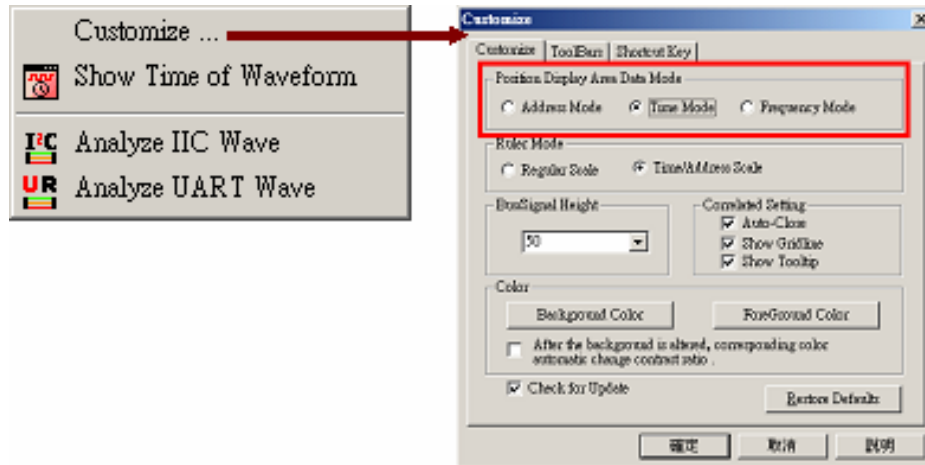 Customize ...
Show Time of Waveform
I²C Analyze IIC Wave
UR Analyze UART Wave
Customize
Customize ToolBars Shortcut Key
Position Display Area Data Mode
Address Mode Time Mode Frequency Mode
Ruler Mode
Regular Scale Time/Address Scale
BusSignal Height
50
Correlated Setting
Auto-Close
Show Gridline
Show Tooltip
Color
Background Color ForeGround Color
After the background is altered, corresponding color
automatic change contrast ratio .
Check for Update
Restore Defaults
確定 取消 說明